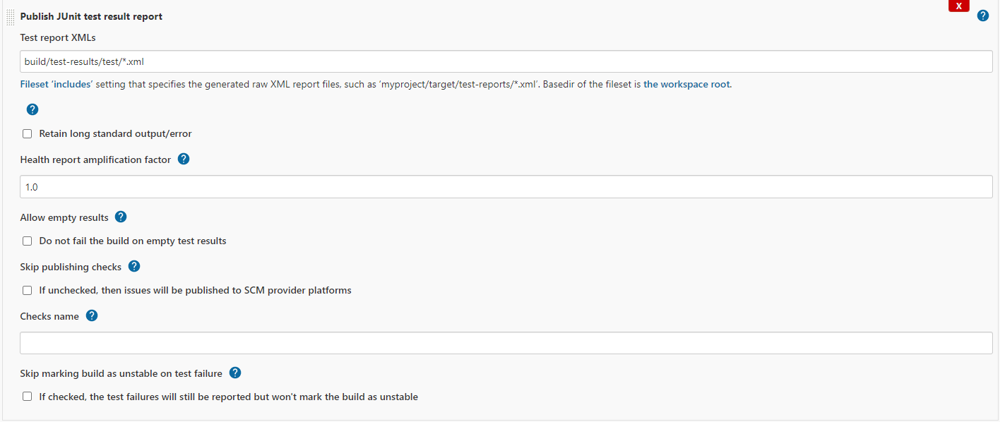 Publish JUnit test result report
X
?
Test report XMLs
build/test-results/test/*.xml
Fileset ‘includes’ setting that specifies the generated raw XML report files, such as ‘myproject/target/test-reports/*.xml’. Basedir of the fileset is the workspace root.
?
Retain long standard output/error
Health report amplification factor ?
1.0
Allow empty results ?
Do not fail the build on empty test results
Skip publishing checks ?
If unchecked, then issues will be published to SCM provider platforms
Checks name ?
Skip marking build as unstable on test failure ?
If checked, the test failures will still be reported but won't mark the build as unstable